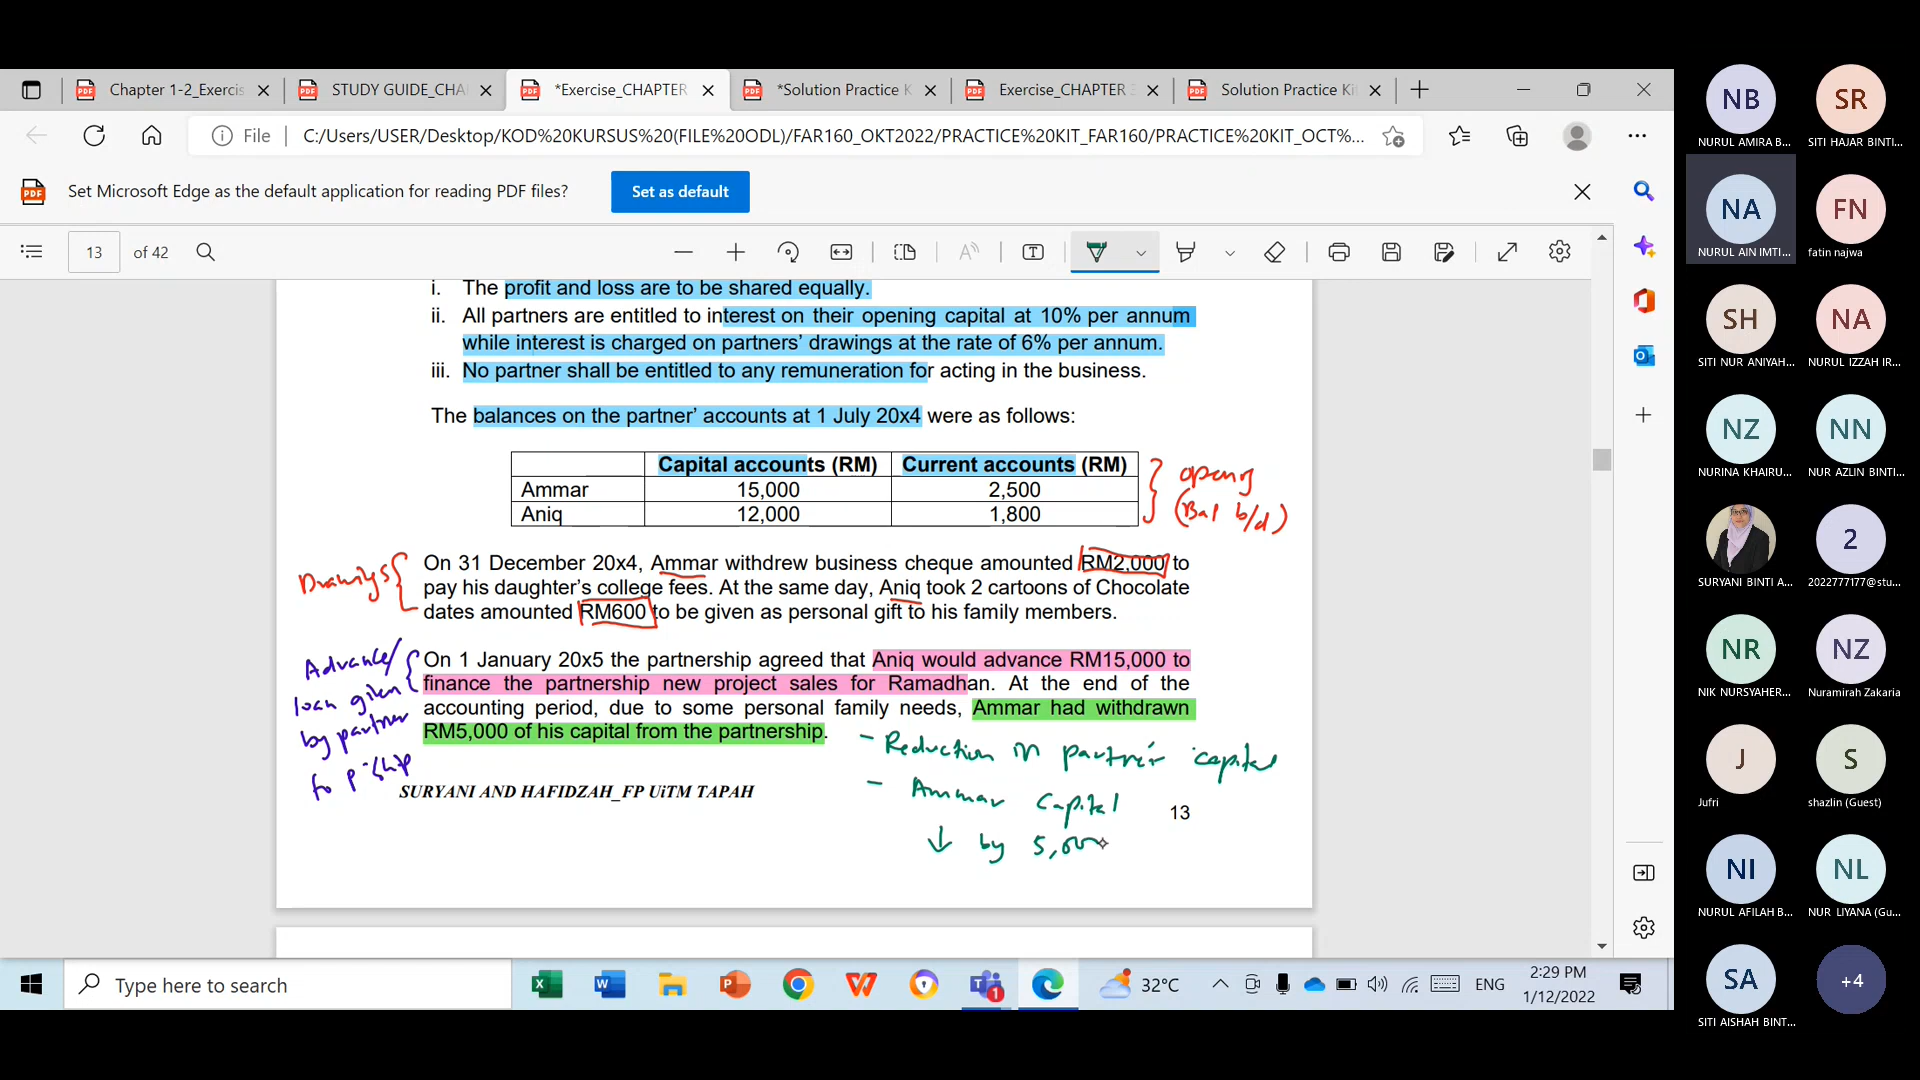 Chapter 1-2_Exercis
STUDY GUIDE_CHA
*Exercise_CHAPTER
*Solution Practice K
Exercise_CHAPTER 3
Solution Practice Ki
File
C:/Users/USER/Desktop/KOD%20KURSUS%20(FILE%20ODL)/FAR160_OKT2022/PRACTICE%20KIT_FAR160/PRACTICE%20KIT_OCT%...
PDF
Set Microsoft Edge as the default application for reading PDF files?
Set as default
13
of 42
i. The profit and loss are to be shared equally.
ii. All partners are entitled to interest on their opening capital at 10% per annum
while interest is charged on partners' drawings at the rate of 6% per annum.
iii. No partner shall be entitled to any remuneration for acting in the business.
The balances on the partner' accounts at 1 July 20x4 were as follows:
Capital accounts (RM) Current accounts (RM)
Ammar 15,000 2,500
Aniq 12,000 1,800
opening
(Bal b/d)
Drawings
On 31 December 20x4, Ammar withdrew business cheque amounted RM2,000 to
pay his daughter's college fees. At the same day, Aniq took 2 cartoons of Chocolate
dates amounted RM600 to be given as personal gift to his family members.
Advance/
loan given
by partner
to p-ship
On 1 January 20x5 the partnership agreed that Aniq would advance RM15,000 to
finance the partnership new project sales for Ramadhan. At the end of the
accounting period, due to some personal family needs, Ammar had withdrawn
RM5,000 of his capital from the partnership.
- Reduction in partner's capital
- Ammar Capital
↓ by 5,000
SURYANI AND HAFIDZAH_FP UiTM TAPAH
13
Type here to search
32°C
ENG
2:29 PM
1/12/2022
1
NB
NURUL AMIRA B...
SR
SITI HAJAR BINTI...
NA
NURUL AIN IMTI...
FN
fatin najwa
SH
SITI NUR ANIYAH...
NA
NURUL IZZAH IR...
NZ
NURINA KHAIRU...
NN
NUR AZLIN BINTI...
SURYANI BINTI A...
2
2022777177@stu...
NR
NIK NURSYAHER...
NZ
Nuramirah Zakaria
J
Jufri
S
shazlin (Guest)
NI
NURUL AFILAH B...
NL
NUR LIYANA (Gu...
SA
SITI AISHAH BINT...
+4